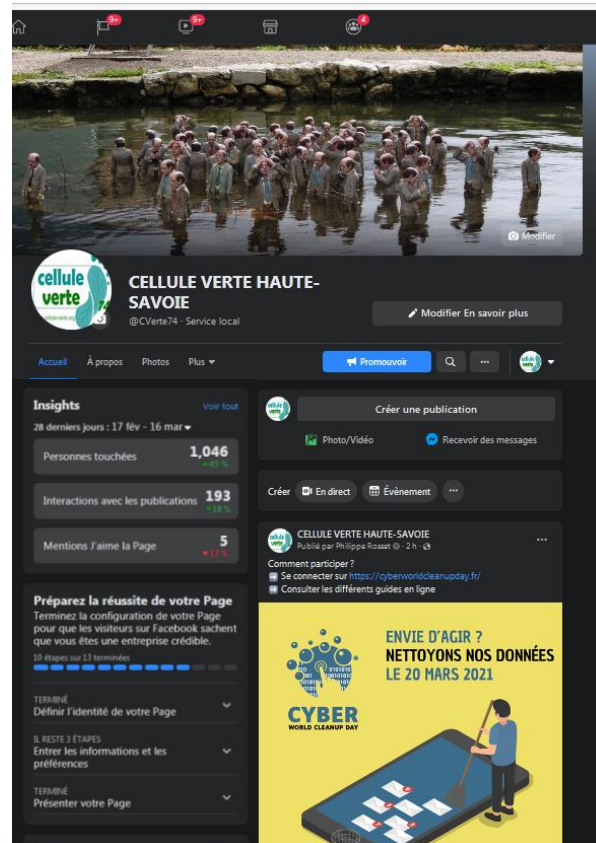 9+
9+
4
Modifier
cellule
verte
74
CELLULE VERTE HAUTE-
SAVOIE
@CVerte74 · Service local
Modifier En savoir plus
Accueil
À propos
Photos
Plus
Promouvoir
Insights
Voir tout
28 derniers jours : 17 fév - 16 mar
Personnes touchées
1,046
+45 %
Interactions avec les publications
193
+18 %
Mentions J'aime la Page
5
Préparez la réussite de votre Page
Terminez la configuration de votre Page
pour que les visiteurs sur Facebook sachent
que vous êtes une entreprise crédible.
10 étapes sur 13 terminées
TERMINÉ
Définir l'identité de votre Page
IL RESTE 3 ÉTAPES
Entrer les informations et les
préférences
TERMINÉ
Présenter votre Page
Créer une publication
Photo/Vidéo
Recevoir des messages
Créer
En direct
Évènement
CELLULE VERTE HAUTE-SAVOIE
Publié par Philippe Rosset · 2 h ·
Comment participer ?
Se connecter sur https://cyberworldcleanupday.fr/
Consulter les différents guides en ligne
ENVIE D'AGIR ?
NETTOYONS NOS DONNÉES
LE 20 MARS 2021
CYBER
WORLD CLEANUP DAY